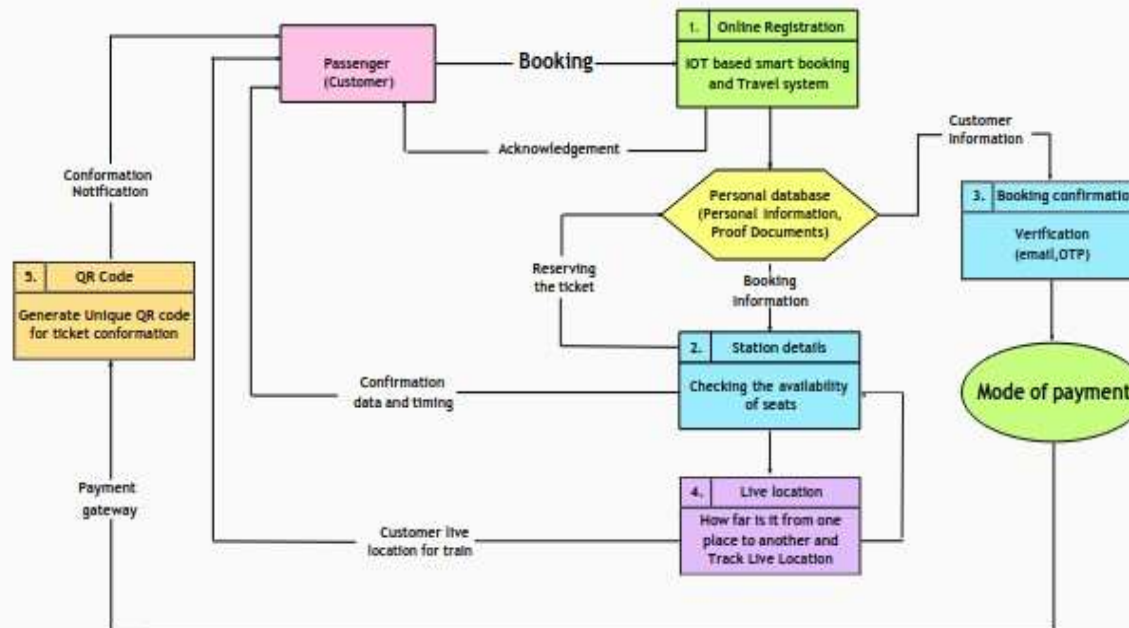 1. Online Registration
IOT based smart booking
and Travel system
Passenger
(Customer)
Booking
Acknowledgement
Customer
Information
Conformation
Notification
Personal database
(Personal Information,
Proof Documents)
3. Booking confirmation
Verification
(email,OTP)
5. QR Code
Generate Unique QR code
for ticket conformation
Reserving
the ticket
Booking
Information
2. Station details
Checking the availability
of seats
Confirmation
data and timing
Mode of payment
Payment
gateway
4. Live location
How far is it from one
place to another and
Track Live Location
Customer live
location for train